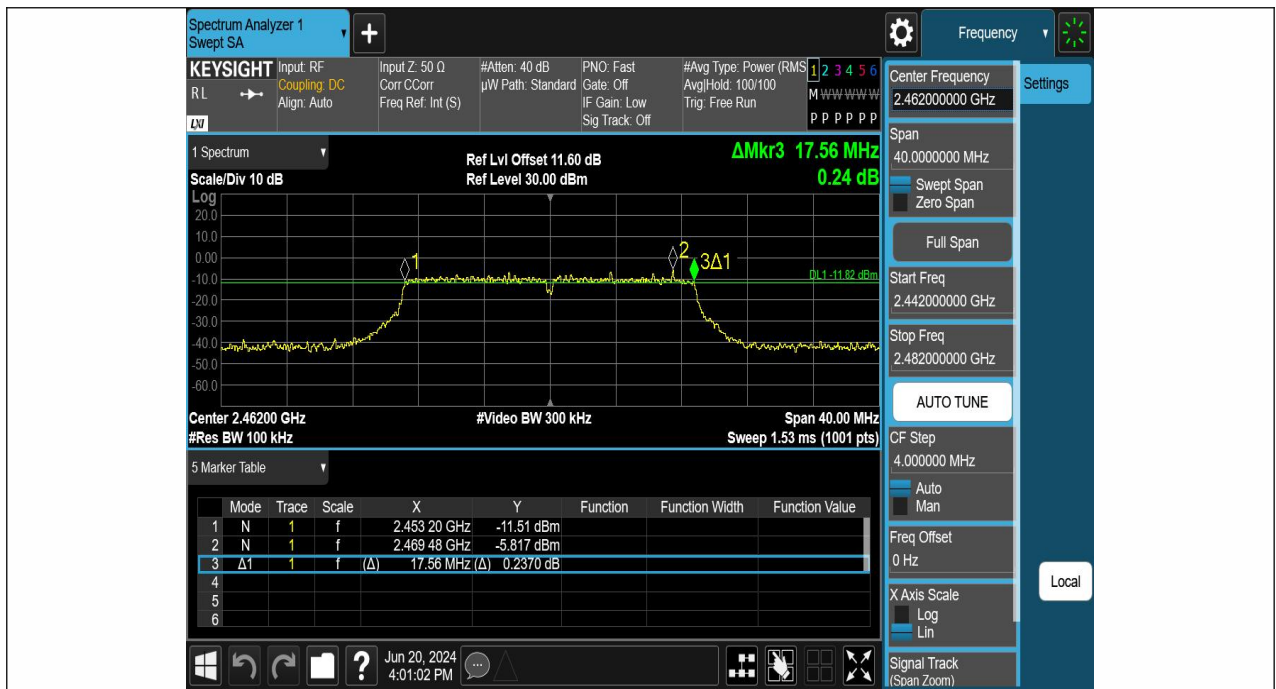 Spectrum Analyzer 1
Swept SA
Frequency
KEYSIGHT
R L
LXI
Input: RF
Coupling: DC
Align: Auto
Input Z: 50 Ω
Corr CCorr
Freq Ref: Int (S)
#Atten: 40 dB
µW Path: Standard
PNO: Fast
Gate: Off
IF Gain: Low
Sig Track: Off
#Avg Type: Power (RMS
Avg|Hold: 100/100
Trig: Free Run
1 2 3 4 5 6
M W W W W W
P P P P P P
1 Spectrum
Scale/Div 10 dB
Ref Lvl Offset 11.60 dB
Ref Level 30.00 dBm
ΔMkr3 17.56 MHz
0.24 dB
Log
20.0
10.0
0.00
-10.0
-20.0
-30.0
-40.0
-50.0
-60.0
1
2
3Δ1
DL1 -11.82 dBm
Center 2.46200 GHz
#Video BW 300 kHz
Span 40.00 MHz
#Res BW 100 kHz
Sweep 1.53 ms (1001 pts)
5 Marker Table
Mode Trace Scale X Y Function Function Width Function Value
1 N 1 f 2.453 20 GHz -11.51 dBm
2 N 1 f 2.469 48 GHz -5.817 dBm
3 Δ1 1 f (Δ) 17.56 MHz (Δ) 0.2370 dB
4
5
6
?
Jun 20, 2024
4:01:02 PM
Center Frequency
2.462000000 GHz
Span
40.0000000 MHz
Swept Span
Zero Span
Full Span
Start Freq
2.442000000 GHz
Stop Freq
2.482000000 GHz
AUTO TUNE
CF Step
4.000000 MHz
Auto
Man
Freq Offset
0 Hz
X Axis Scale
Log
Lin
Signal Track
(Span Zoom)
Settings
Local